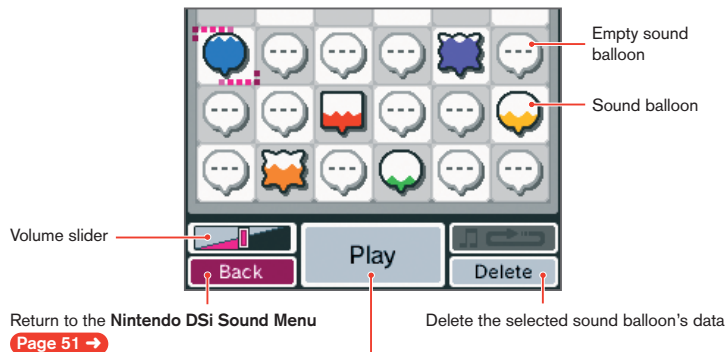 Empty sound
balloon
Sound balloon
Volume slider
Play
Back
Delete
Return to the Nintendo DSi Sound Menu
Page 51 →
Delete the selected sound balloon's data